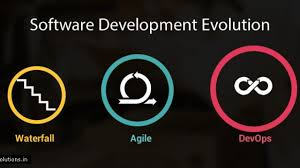 Software Development Evolution
Waterfall
Agile
DevOps
olutions.in